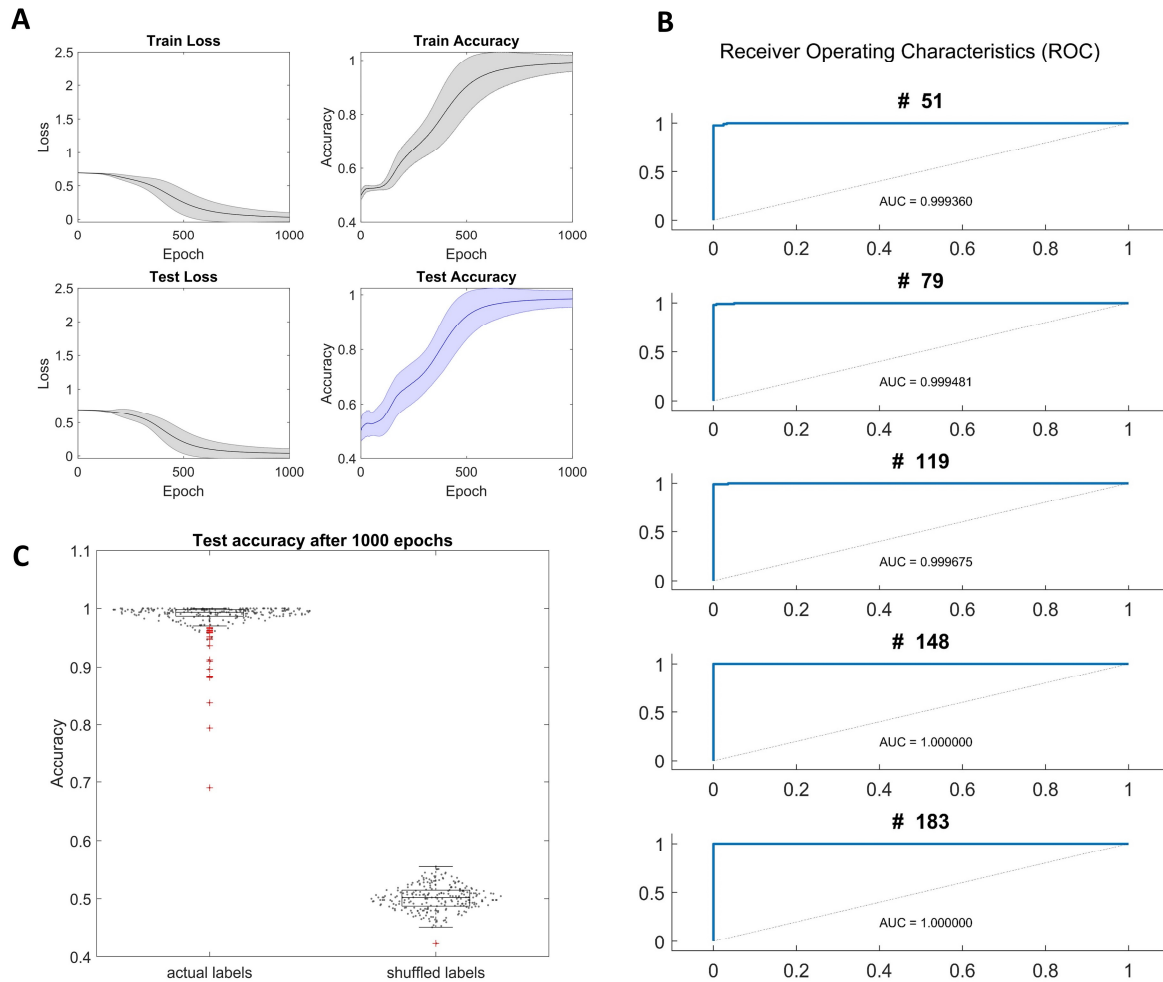 A
Train Loss
2.5
2
1.5
1
0.5
0
Loss
0 500 1000
Epoch
Train Accuracy
1
0.8
0.6
0.4
Accuracy
0 500 1000
Epoch
Test Loss
2.5
2
1.5
1
0.5
0
Loss
0 500 1000
Epoch
Test Accuracy
1
0.8
0.6
0.4
Accuracy
0 500 1000
Epoch
B
Receiver Operating Characteristics (ROC)
# 51
1
0.5
0
AUC = 0.999360
0 0.2 0.4 0.6 0.8 1
# 79
1
0.5
0
AUC = 0.999481
0 0.2 0.4 0.6 0.8 1
# 119
1
0.5
0
AUC = 0.999675
0 0.2 0.4 0.6 0.8 1
# 148
1
0.5
0
AUC = 1.000000
0 0.2 0.4 0.6 0.8 1
# 183
1
0.5
0
AUC = 1.000000
0 0.2 0.4 0.6 0.8 1
C
Test accuracy after 1000 epochs
1.1
1
0.9
0.8
0.7
0.6
0.5
0.4
Accuracy
actual labels shuffled labels